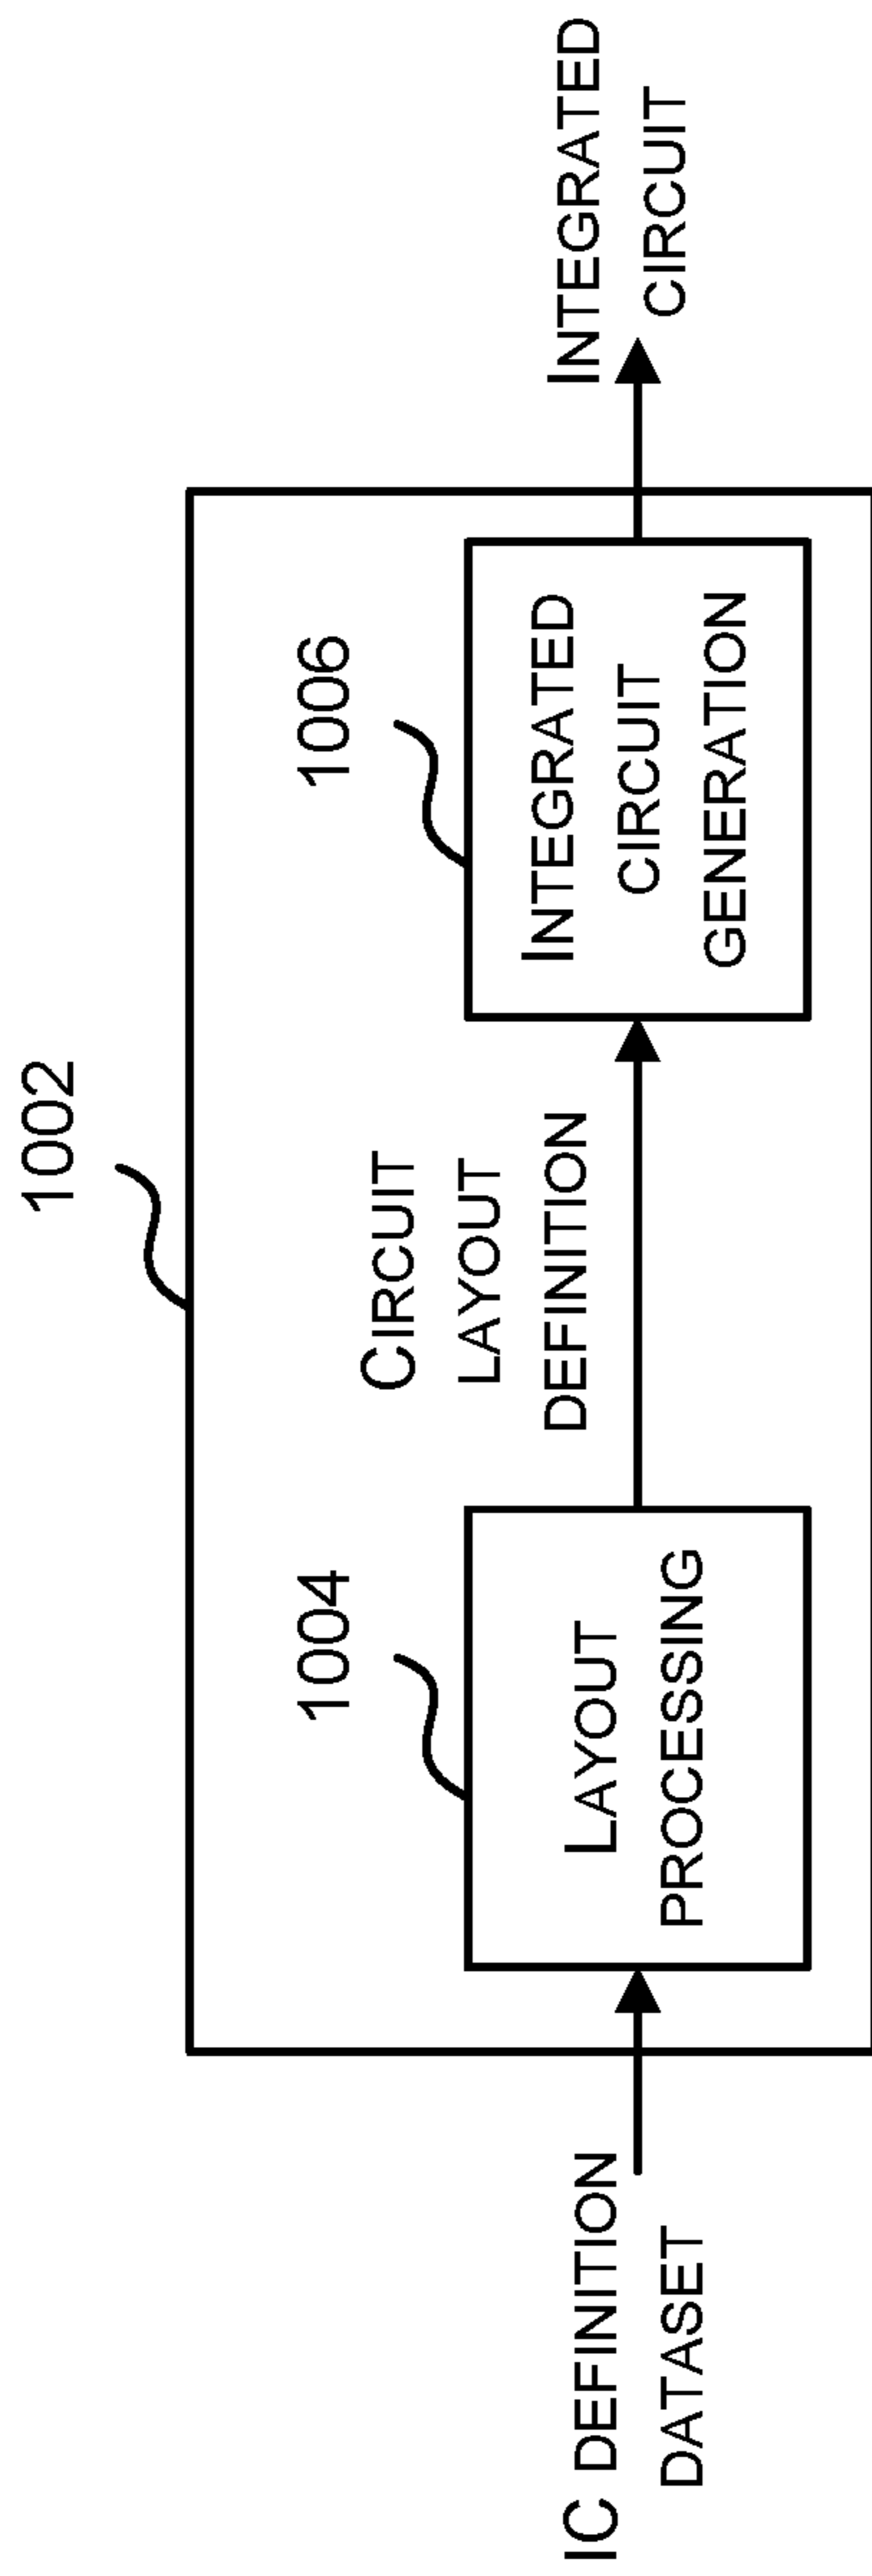 1002
1004
1006
IC DEFINITION
DATASET
LAYOUT
PROCESSING
CIRCUIT
LAYOUT
DEFINITION
INTEGRATED
CIRCUIT
GENERATION
INTEGRATED
CIRCUIT